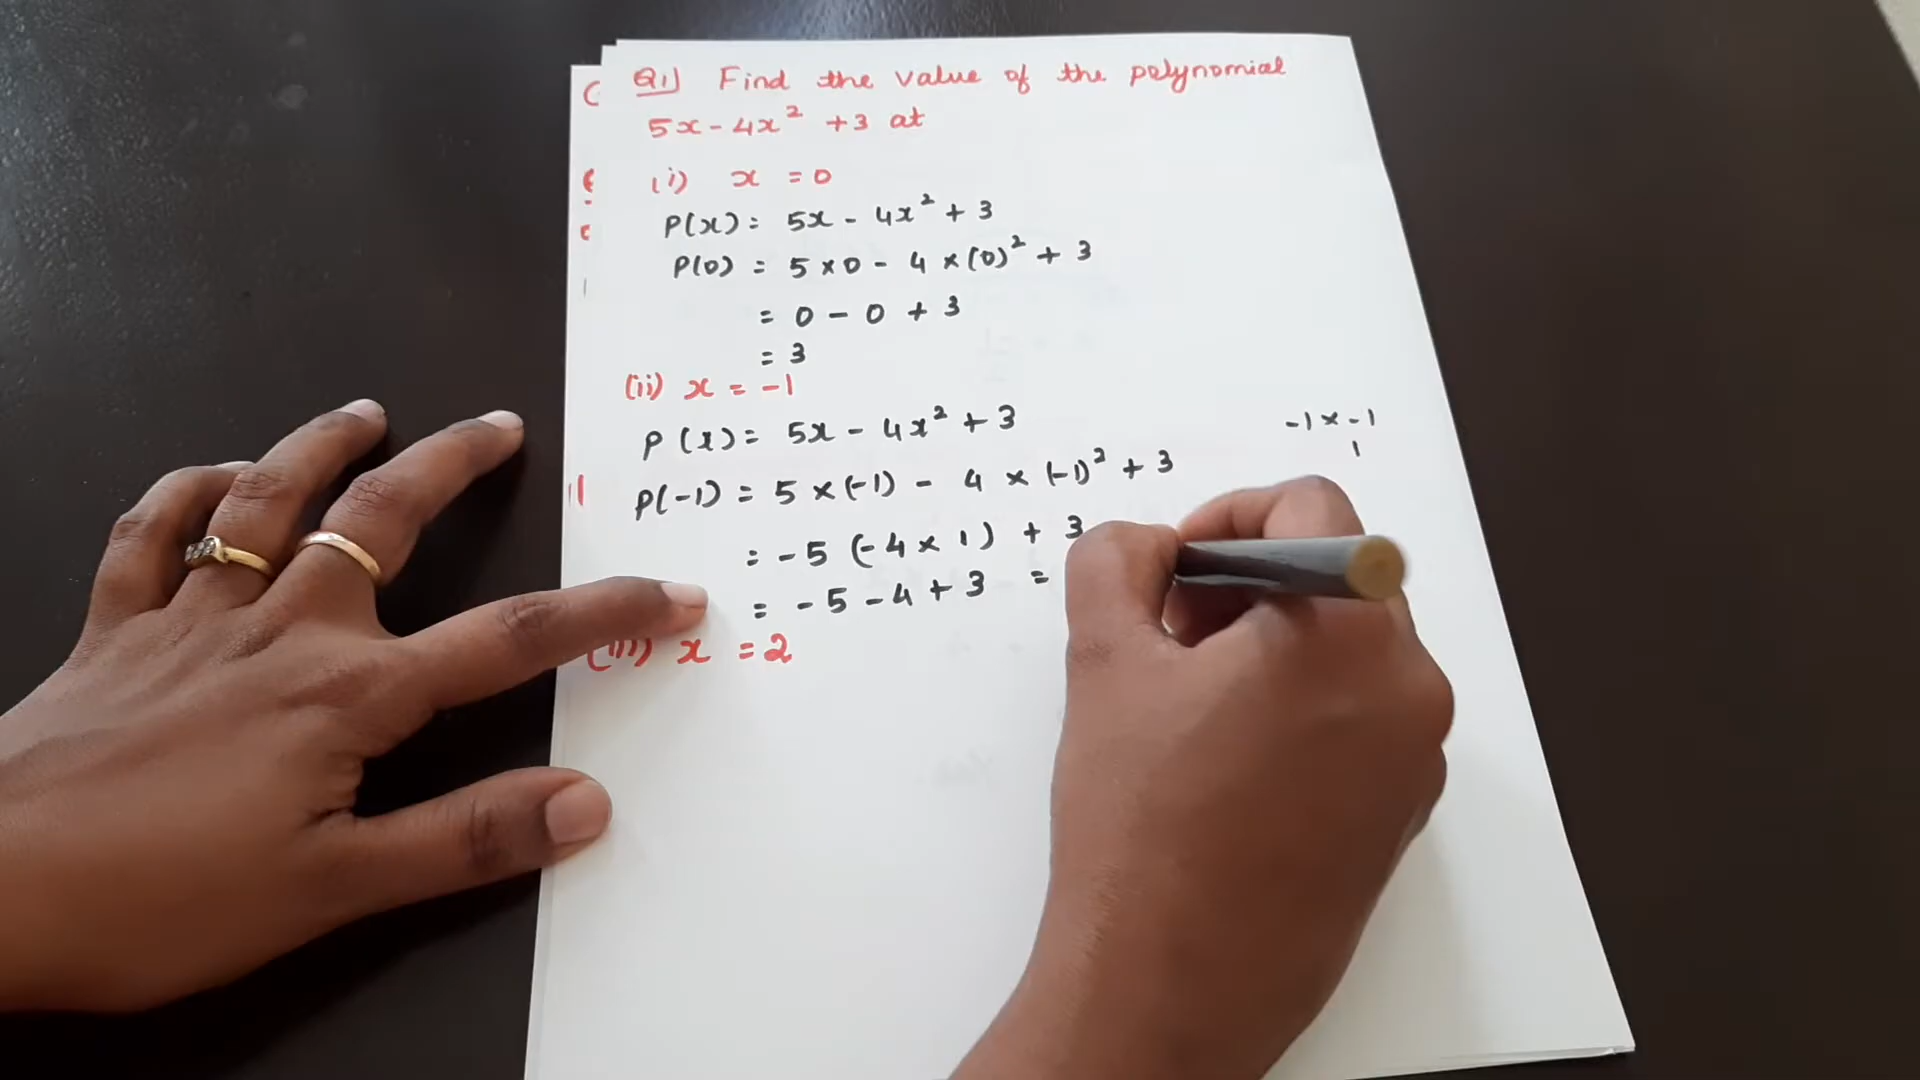 Q1) Find the value of the polynomial
5x - 4x² + 3 at
(i) x = 0
P(x) = 5x - 4x² + 3
P(0) = 5 × 0 - 4 × (0)² + 3
= 0 - 0 + 3
= 3
(ii) x = -1
P(x) = 5x - 4x² + 3
-1 × -1
1
P(-1) = 5 × (-1) - 4 × (-1)² + 3
= -5 (-4 × 1) + 3
= -5 - 4 + 3 =
(iii) x = 2